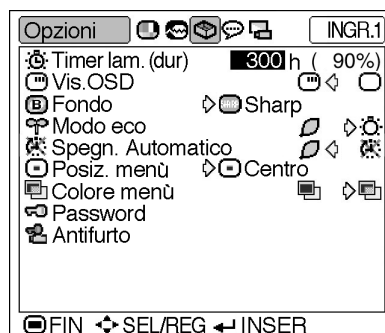 Opzioni INGR.1
Timer lam. (dur) 300 h ( 90%)
Vis.OSD
B Fondo Sharp
Modo eco
Spegn. Automatico
Posiz. menù Centro
Colore menù
Password
Antifurto
FIN SEL/REG INSER